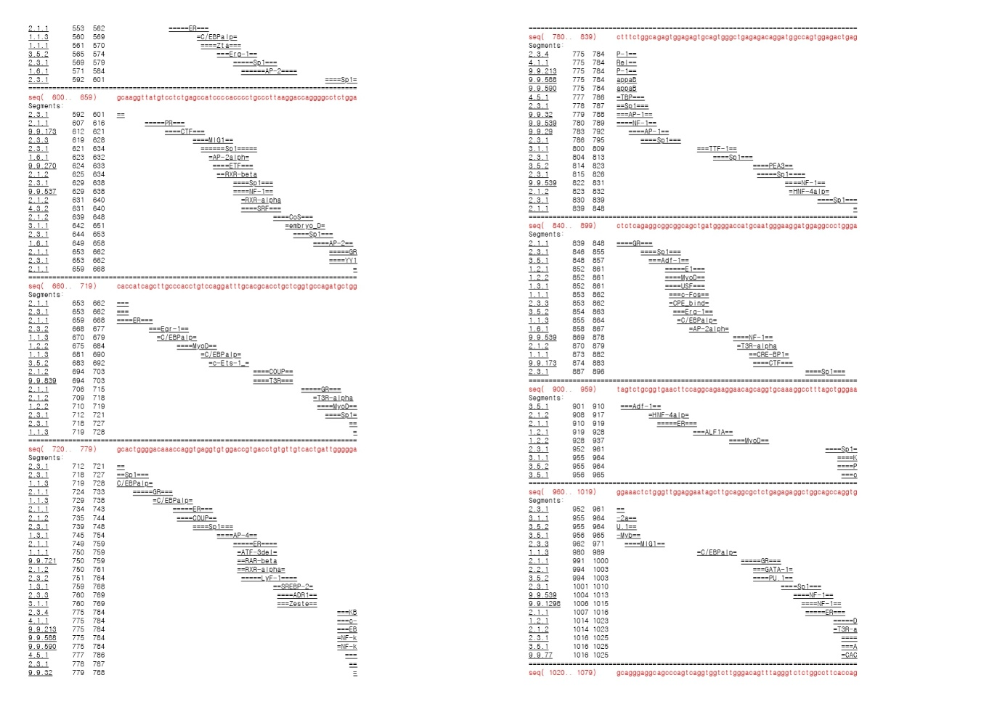 2.1.1 553 562 =====ER===
1.1.3 560 569 =C/EBPalp=
1.1.1 561 570 ====Zta===
3.5.2 565 574 ===Erg-1==
2.3.1 569 579 =====Sp1===
1.6.1 571 584 ======AP-2====
2.3.1 592 601 ====Sp1=
seq( 600.. 659) gcaaggttatgtcctctgagccatccccacccctgcccttaaggaccaggggcctctgga
Segments:
2.3.1 592 601 ==
2.1.1 607 616 =====PR===
9.9.173 612 621 ====CTF===
2.3.3 619 628 ====MIG1==
2.3.1 621 634 ======Sp1=====
1.6.1 623 632 =AP-2alph=
9.9.270 624 633 ====ETF===
2.1.2 625 634 ==RXR-beta
2.3.1 629 638 ====Sp1===
9.9.537 629 638 ====NF-1==
2.1.2 631 640 =RXR-alpha
4.3.2 631 640 ====SRF===
2.1.2 639 648 ====CoS===
3.1.1 642 651 =embryo_D=
2.3.1 644 653 ====Sp1===
1.6.1 649 658 ====AP-2==
2.1.1 653 662 =====GR
2.3.1 653 662 ====YY1
2.1.1 659 668 =
seq( 660.. 719) caccatcagcttgcccacctgtccaggatttgcacgcacctgctcggtgccagatgctgg
Segments:
2.1.1 653 662 ===
2.3.1 653 662 ===
2.1.1 659 668 ====ER===
2.3.2 668 677 ===Egr-1==
1.1.3 670 679 =C/EBPalp=
1.2.2 675 684 ====MyoD==
1.1.3 681 690 =C/EBPalp=
3.5.2 683 692 =c-Ets-1_=
2.1.2 694 703 ====COUP==
9.9.839 694 703 ====T3R===
2.1.1 706 715 =====GR===
2.1.2 709 718 =T3R-alpha
1.2.2 710 719 ====MyoD==
2.3.1 712 721 ====Sp1=
2.3.1 718 727 ==
1.1.3 719 728 =
seq( 720.. 779) gcactggggacaaaccaggtgaggtgtggaccgtgacctgtgttgtcactgattggggga
Segments:
2.3.1 712 721 ==
2.3.1 718 727 ==Sp1===
1.1.3 719 728 C/EBPalp=
2.1.1 724 733 =====GR===
1.1.3 729 738 =C/EBPalp=
2.1.1 734 743 =====ER===
2.1.2 735 744 ====COUP==
2.3.1 739 748 ====Sp1===
1.3.1 745 754 ====AP-4==
2.1.1 749 759 =====ER====
1.1.1 750 759 =ATF-3del=
9.9.721 750 759 ==RAR-beta
2.1.2 750 761 ==RXR-alpha=
2.3.2 751 764 =====LyF-1====
1.3.1 759 768 ==SREBP-2=
2.3.3 760 769 ====ADR1==
3.1.1 760 769 ===Zeste==
2.3.4 775 784 ===KB
4.1.1 775 784 ===c-
9.9.213 775 784 ===EB
9.9.588 775 784 =NF-k
9.9.590 775 784 =NF-k
4.5.1 777 786 ===
2.3.1 778 787 ==
9.9.32 779 788 =
seq( 780.. 839) ctttctggcagagtggagagtgcagtgggctgagagacaggatggccagtggagactgag
Segments:
2.3.4 775 784 P-1==
4.1.1 775 784 Rel==
9.9.213 775 784 P-1==
9.9.588 775 784 appaB
9.9.590 775 784 appaB
4.5.1 777 786 =TBP===
2.3.1 778 787 ==Sp1===
9.9.32 779 788 ===AP-1==
9.9.539 780 789 ====NF-1==
9.9.29 783 792 ====AP-1==
2.3.1 786 795 ====Sp1===
3.1.1 800 809 ===TTF-1==
2.3.1 804 813 ====Sp1===
3.5.2 814 823 ====PEA3==
2.3.1 815 826 =====Sp1====
9.9.539 822 831 ====NF-1==
2.1.2 823 832 =HNF-4alp=
2.3.1 830 839 ====Sp1===
2.1.1 839 848 =
seq( 840.. 899) ctctcagaggcggcggcagctgatggggaccatgcaatgggaaggatggaggccctggga
Segments:
2.1.1 839 848 ====GR===
2.3.1 846 855 ====Sp1===
3.5.1 848 857 ===Adf-1==
1.2.1 852 861 =====E1===
1.2.2 852 861 ====MyoD==
1.3.1 852 861 ====USF===
1.1.1 853 862 ===c-Fos==
2.3.3 853 862 =CPE_bind=
3.5.2 854 863 ===Erg-1==
1.1.3 855 864 =C/EBPalp=
1.6.1 858 867 =AP-2alph=
9.9.539 869 878 ====NF-1==
2.1.2 870 879 =T3R-alpha
1.1.1 873 882 ==CRE-BP1=
9.9.173 874 883 ====CTF===
2.3.1 887 896 ====Sp1===
seq( 900.. 959) tagtctgcggtgaacttccaggcagaaggaacagcaggtgcaaaggcctttagctgggaa
Segments:
3.5.1 901 910 ===Adf-1==
2.1.2 908 917 =HNF-4alp=
2.1.1 910 919 =====ER===
1.2.1 919 928 ===ALF1A==
1.2.2 928 937 ====MyoD==
2.3.1 952 961 ====Sp1=
3.1.1 955 964 ====K
3.5.2 955 964 ====P
3.5.1 956 965 ===c
seq( 960.. 1019) ggaaactctgggttggaggaatagcttgcaggcgctctgagagaggctggcagccaggtg
Segments:
2.3.1 952 961 ==
3.1.1 955 964 -2a==
3.5.2 955 964 U.1==
3.5.1 956 965 -Myb==
2.3.3 962 971 ====MIG1==
1.1.3 980 989 =C/EBPalp=
2.1.1 991 1000 =====GR===
2.2.1 994 1003 ===GATA-1=
3.5.2 994 1003 ====PU.1==
2.3.1 1001 1010 ====Sp1===
9.9.539 1004 1013 ====NF-1==
9.9.1298 1006 1015 ====NF-1==
2.1.1 1007 1016 =====ER===
1.2.1 1014 1023 =====D
2.1.2 1014 1023 =T3R-a
2.3.1 1016 1025 ====
3.5.1 1016 1025 ===A
9.9.77 1016 1025 =CAC
seq( 1020.. 1079) gcagggaggcagcccagtcaggtggtcttgggacagtttagggtctctggccttcaccag